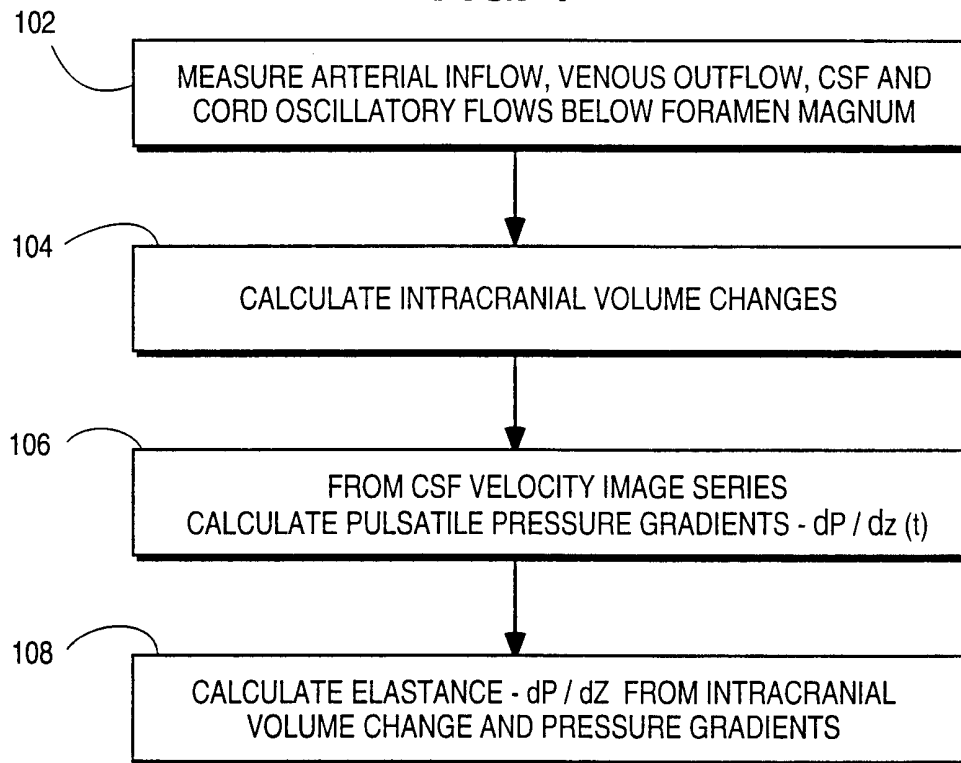 102
MEASURE ARTERIAL INFLOW, VENOUS OUTFLOW, CSF AND
CORD OSCILLATORY FLOWS BELOW FORAMEN MAGNUM
104
CALCULATE INTRACRANIAL VOLUME CHANGES
106
FROM CSF VELOCITY IMAGE SERIES
CALCULATE PULSATILE PRESSURE GRADIENTS - dP / dz (t)
108
CALCULATE ELASTANCE - dP / dZ FROM INTRACRANIAL
VOLUME CHANGE AND PRESSURE GRADIENTS